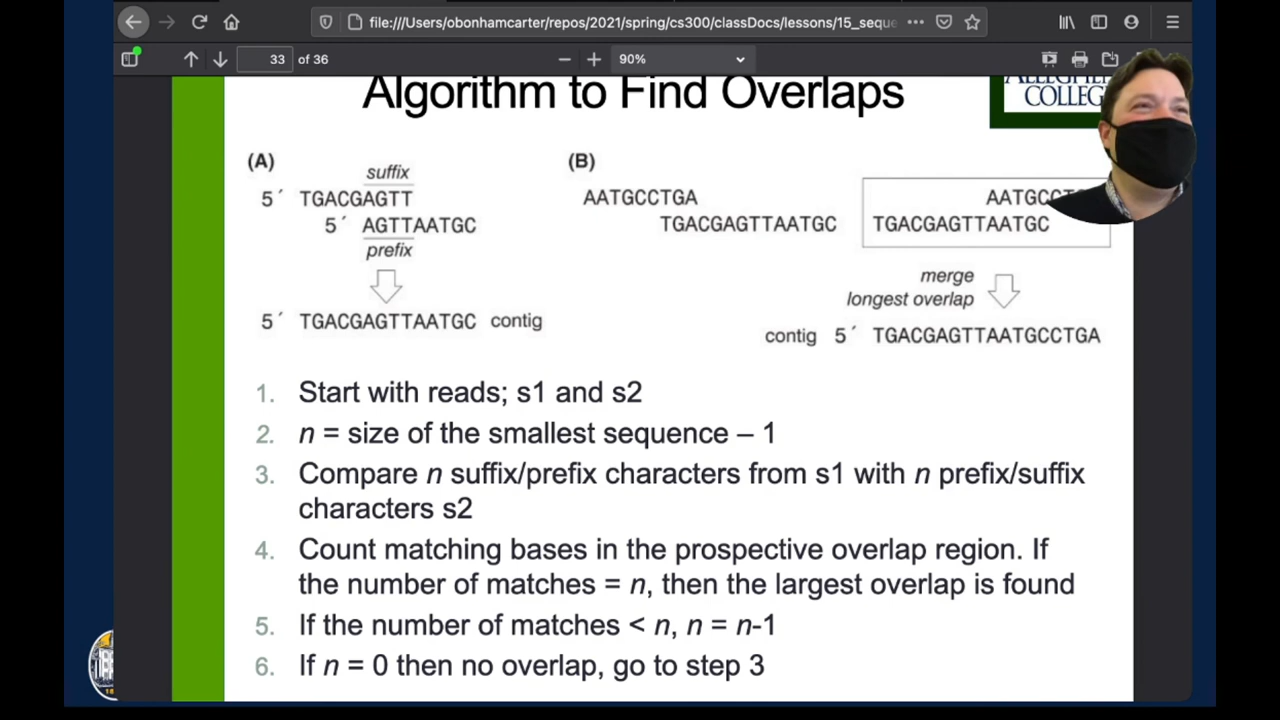 file:///Users/obonhamcarter/repos/2021/spring/cs300/classDocs/lessons/15_sequ
33 of 36
90%
Algorithm to Find Overlaps
ALLEGHENY
COLLEGE
(A)
suffix
5´ TGACGAGTT
5´ AGTTAATGC
prefix
5´ TGACGAGTTAATGC contig
(B)
AATGCCTGA
TGACGAGTTAATGC
AATGCCTG
TGACGAGTTAATGC
merge
longest overlap
contig 5´ TGACGAGTTAATGCCTGA
1. Start with reads; s1 and s2
2. n = size of the smallest sequence – 1
3. Compare n suffix/prefix characters from s1 with n prefix/suffix
characters s2
4. Count matching bases in the prospective overlap region. If
the number of matches = n, then the largest overlap is found
5. If the number of matches < n, n = n-1
6. If n = 0 then no overlap, go to step 3